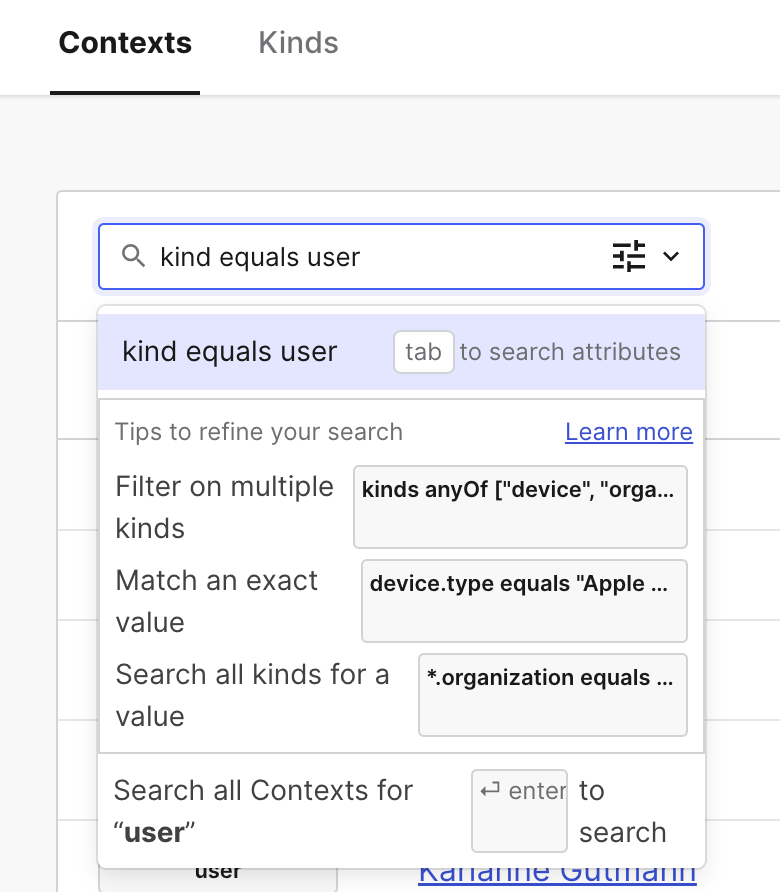 Contexts Kinds
kind equals user
kind equals user tab to search attributes
Tips to refine your search Learn more
Filter on multiple kinds anyOf ["device", "orga...
kinds
Match an exact device.type equals "Apple ...
value
Search all kinds for a *.organization equals ...
value
Search all Contexts for ↵ enter to
“user” search
user Karianne Gutmann